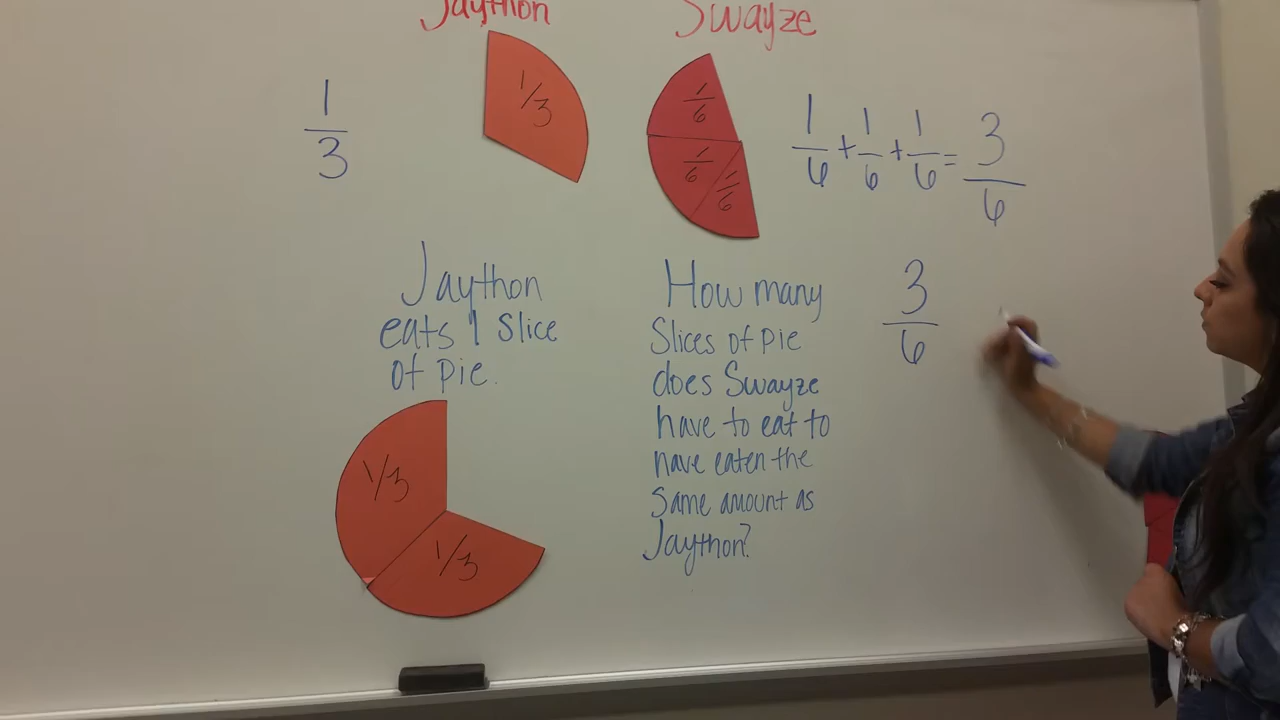 Jaython
Swayze
1/3
1/3
1/6
1/6
1/6
1/6 + 1/6 + 1/6 = 3/6
Jaython
eats 1 slice
of pie.
1/3
1/3
How many
Slices of pie
does Swayze
have to eat to
have eaten the
Same amount as
Jaython?
3/6